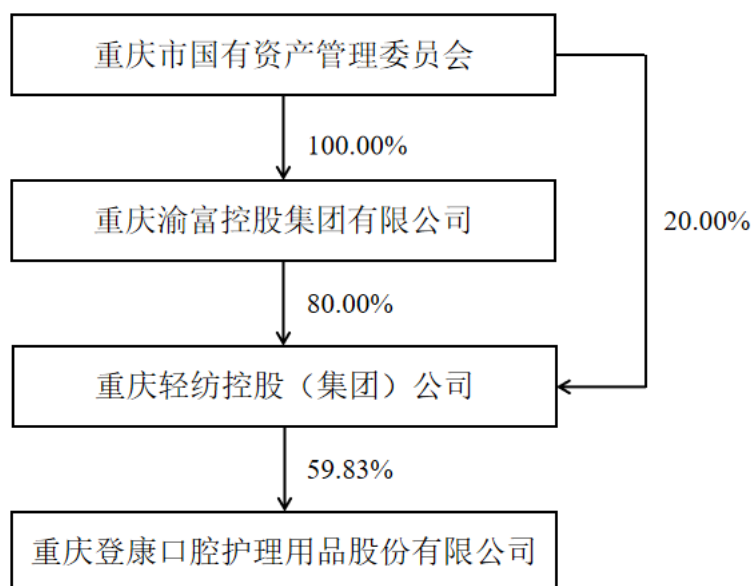 重庆市国有资产管理委员会
100.00%
重庆渝富控股集团有限公司
20.00%
80.00%
重庆轻纺控股（集团）公司
59.83%
重庆登康口腔护理用品股份有限公司